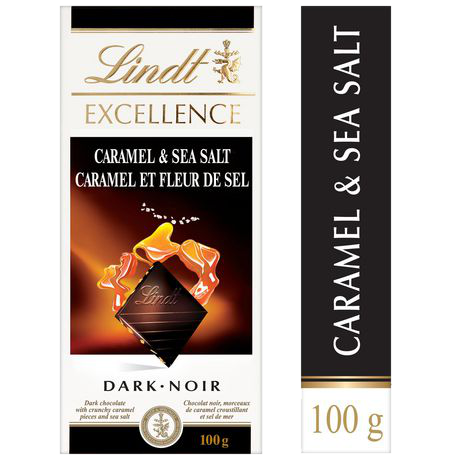 Lindt
EXCELLENCE
CARAMEL & SEA SALT
CARAMEL ET FLEUR DE SEL
Lindt
DARK · NOIR
Dark chocolate
with crunchy caramel
pieces and sea salt
Chocolat noir, morceaux
de caramel croustillant
et sel de mer
100 g
CARAMEL & SEA SALT
100 g